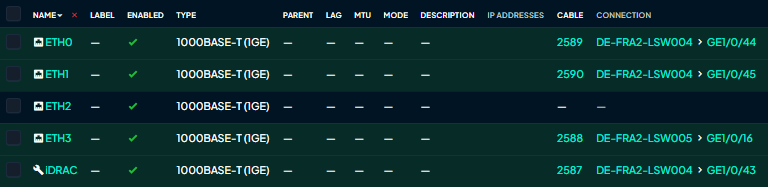 NAME LABEL ENABLED TYPE PARENT LAG MTU MODE DESCRIPTION IP ADDRESSES CABLE CONNECTION
ETH0 — 1000BASE-T (1GE) — — — — — 2589 DE-FRA2-LSW004 > GE1/0/44
ETH1 — 1000BASE-T (1GE) — — — — — 2590 DE-FRA2-LSW004 > GE1/0/45
ETH2 — 1000BASE-T (1GE) — — — — — — —
ETH3 — 1000BASE-T (1GE) — — — — — 2588 DE-FRA2-LSW005 > GE1/0/16
IDRAC — 1000BASE-T (1GE) — — — — — 2587 DE-FRA2-LSW004 > GE1/0/43